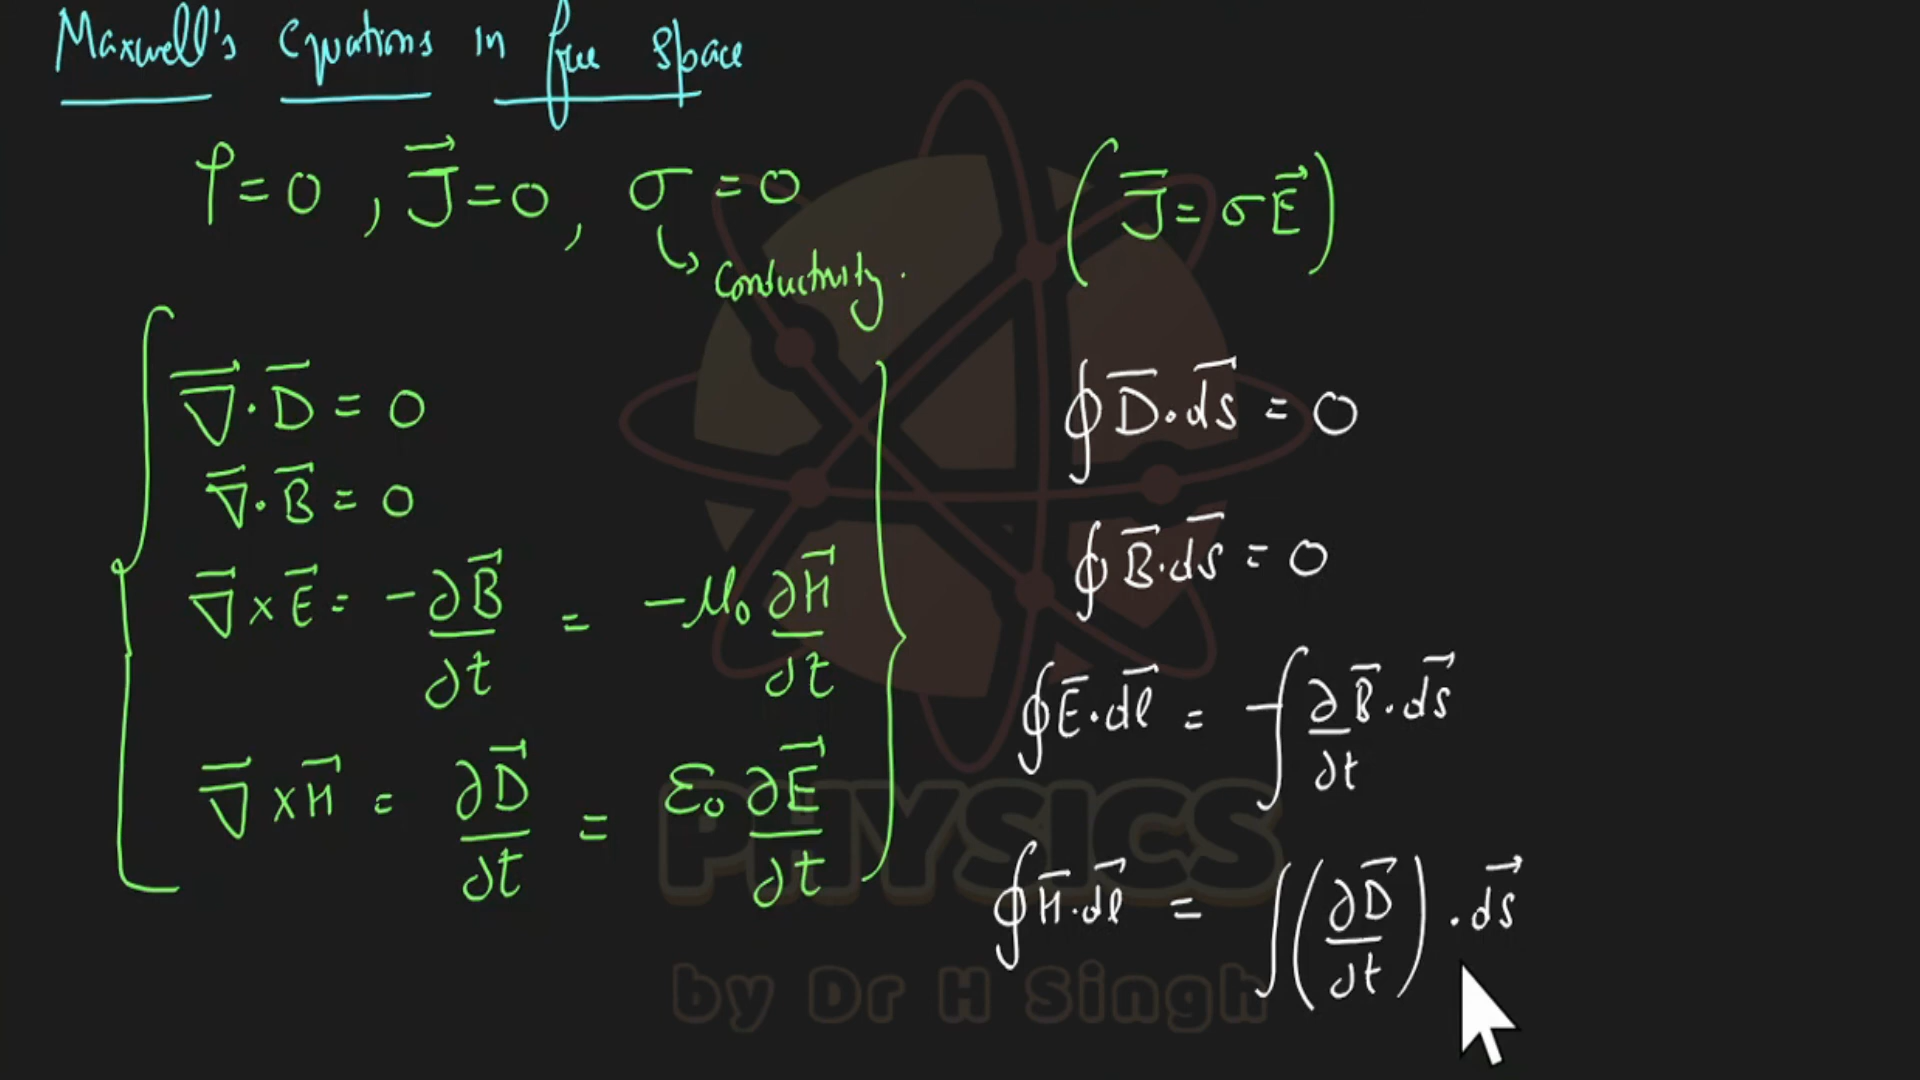 Maxwell's equations in free space
ρ = 0 , J⃗ = 0 , σ = 0 ( J⃗ = σE⃗ )
↳ Conductivity.
∇⃗ · D⃗ = 0
∇⃗ · B⃗ = 0
∇⃗ × E⃗ = -∂B⃗/∂t = -μ₀ ∂H⃗/∂t
∇⃗ × H⃗ = ∂D⃗/∂t = ε₀ ∂E⃗/∂t
∮ D⃗ · ds⃗ = 0
∮ B⃗ · ds⃗ = 0
∮ E⃗ · dl⃗ = -∫ ∂B⃗/∂t · ds⃗
∮ H⃗ · dl⃗ = ∫ (∂D⃗/∂t) · ds⃗
PHYSICS
by Dr H Singh